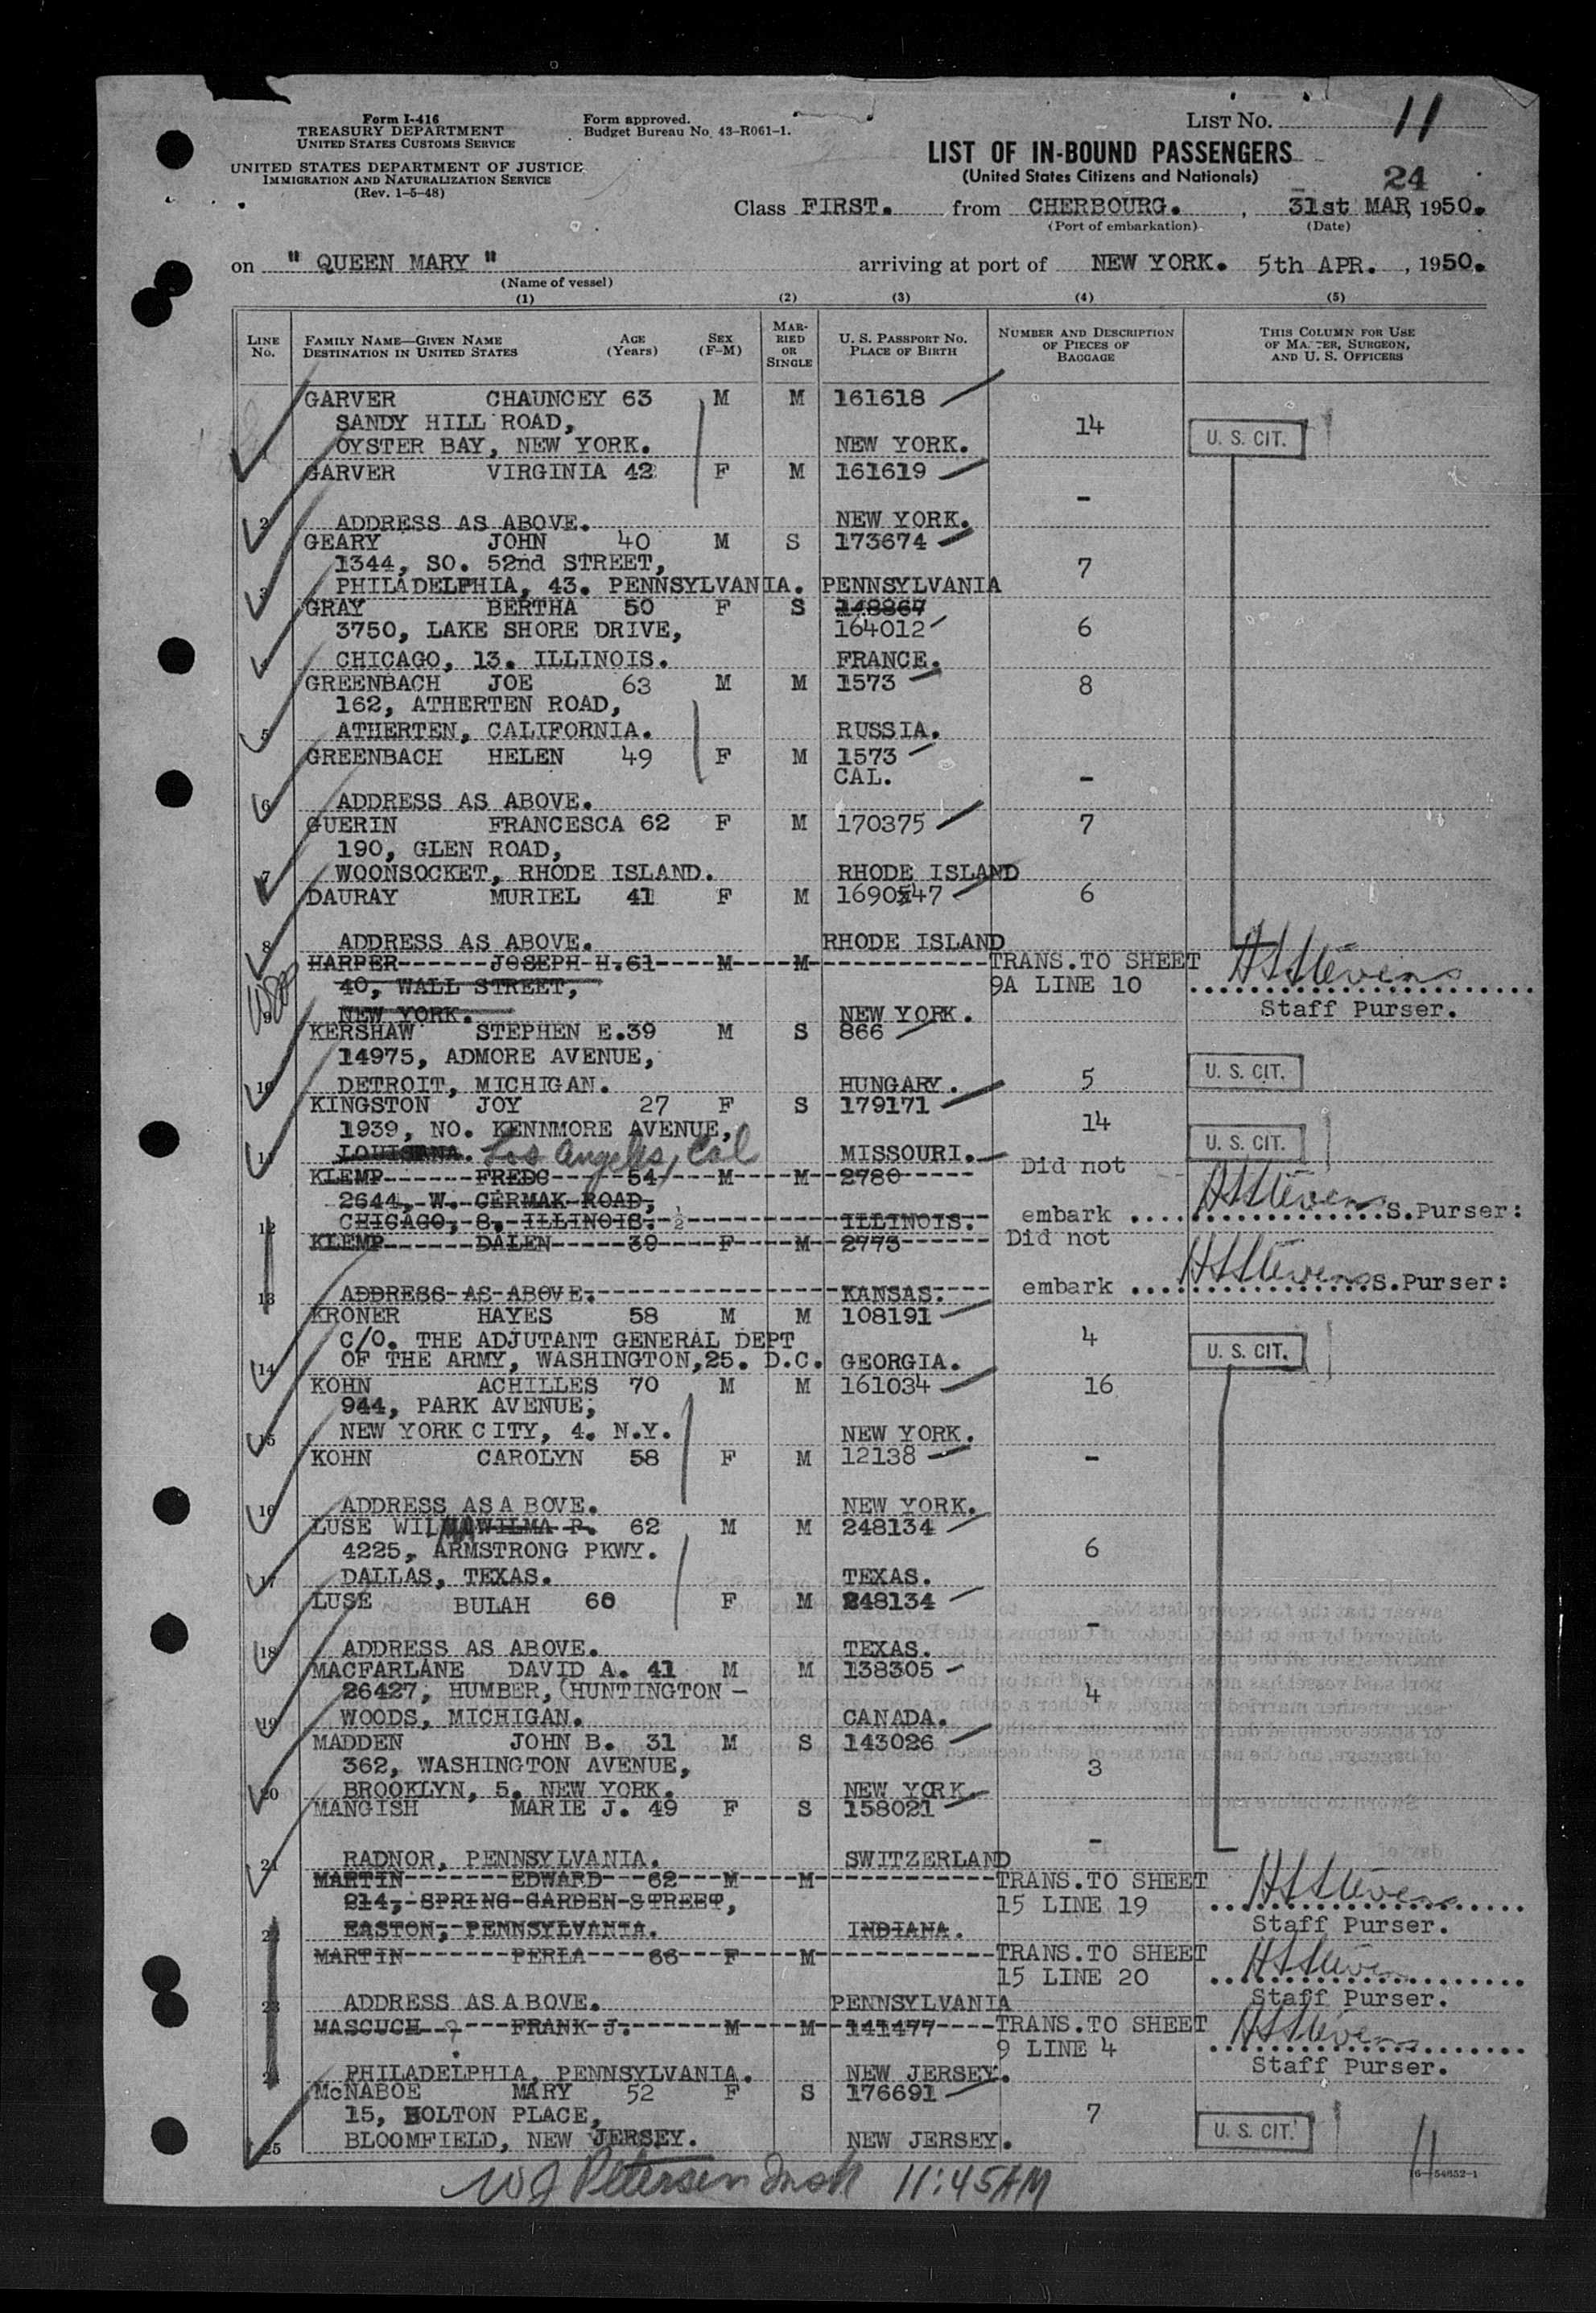 Form I-416
TREASURY DEPARTMENT
UNITED STATES CUSTOMS SERVICE
UNITED STATES DEPARTMENT OF JUSTICE
IMMIGRATION AND NATURALIZATION SERVICE
(Rev. 1-5-48)
Form approved.
Budget Bureau No. 43-R061-1.
LIST No. 11
LIST OF IN-BOUND PASSENGERS
(United States Citizens and Nationals)
24
Class FIRST. from CHERBOURG. , 31st MAR, 1950.
(Port of embarkation) (Date)
on " QUEEN MARY " arriving at port of NEW YORK. 5th APR. , 1950.
(Name of vessel)
(1) (2) (3) (4) (5)
LINE No.
FAMILY NAME—GIVEN NAME
DESTINATION IN UNITED STATES
AGE (Years)
SEX (F-M)
MARRIED OR SINGLE
U. S. PASSPORT NO.
PLACE OF BIRTH
NUMBER AND DESCRIPTION OF PIECES OF BAGGAGE
THIS COLUMN FOR USE OF MASTER, SURGEON, AND U. S. OFFICERS
GARVER CHAUNCEY 63 M M 161618
SANDY HILL ROAD, 14 U. S. CIT.
OYSTER BAY, NEW YORK. NEW YORK.
GARVER VIRGINIA 42 F M 161619
-
2 ADDRESS AS ABOVE. NEW YORK.
GEARY JOHN 40 M S 173674
1344, SO. 52nd STREET, 7
3 PHILADELPHIA, 43. PENNSYLVANIA. PENNSYLVANIA
GRAY BERTHA 50 F S 148867
3750, LAKE SHORE DRIVE, 164012 6
4 CHICAGO, 13. ILLINOIS. FRANCE.
GREENBACH JOE 63 M M 1573 8
162, ATHERTEN ROAD,
5 ATHERTEN, CALIFORNIA. RUSSIA.
GREENBACH HELEN 49 F M 1573
CAL. -
6 ADDRESS AS ABOVE.
GUERIN FRANCESCA 62 F M 170375 7
190, GLEN ROAD,
7 WOONSOCKET, RHODE ISLAND. RHODE ISLAND
DAURAY MURIEL 41 F M 1690547 6
8 ADDRESS AS ABOVE. RHODE ISLAND
HARPER JOSEPH H. 61 M M TRANS. TO SHEET HStevens
40, WALL STREET, 9A LINE 10
9 NEW YORK. NEW YORK. Staff Purser.
KERSHAW STEPHEN E. 39 M S 866
14975, ADMORE AVENUE,
10 DETROIT, MICHIGAN. HUNGARY. 5 U. S. CIT.
KINGSTON JOY 27 F S 179171
1939, NO. KENNMORE AVENUE, 14
11 LOUISANA. Los Angeles, Cal MISSOURI. U. S. CIT.
KLEMP FREDC 54 M M 2780 Did not
2644, W. CERMAK ROAD,
12 CHICAGO, 8, ILLINOIS. ILLINOIS. embark HStevens S.Purser:
KLEMP DALEN 39 F M 2773 Did not
13 ADDRESS AS ABOVE. KANSAS. embark HStevens S.Purser:
KRONER HAYES 58 M M 108191
C/O. THE ADJUTANT GENERAL DEPT 4
14 OF THE ARMY, WASHINGTON,25. D.C. GEORGIA. U. S. CIT.
KOHN ACHILLES 70 M M 161034 16
944, PARK AVENUE,
15 NEW YORK CITY, 4. N.Y. NEW YORK.
KOHN CAROLYN 58 F M 12138 -
16 ADDRESS AS A BOVE. NEW YORK.
LUSE WILMA WILMA P. 62 M M 248134
4225, ARMSTRONG PKWY. 6
17 DALLAS, TEXAS. TEXAS.
LUSE BULAH 60 F M 248134
-
18 ADDRESS AS ABOVE. TEXAS.
MACFARLANE DAVID A. 41 M M 138305
26427, HUMBER, (HUNTINGTON - 4
19 WOODS, MICHIGAN. CANADA.
MADDEN JOHN B. 31 M S 143026
362, WASHINGTON AVENUE, 3
20 BROOKLYN, 5. NEW YORK. NEW YORK.
MANGISH MARIE J. 49 F S 158021
-
21 RADNOR, PENNSYLVANIA. SWITZERLAND
MARTIN EDWARD 62 M M TRANS.TO SHEET HStevens
214, SPRING GARDEN STREET, 15 LINE 19
22 EASTON, PENNSYLVANIA. INDIANA. Staff Purser.
MARTIN PERLA 66 F M TRANS.TO SHEET HStevens
15 LINE 20
23 ADDRESS AS A BOVE. PENNSYLVANIA Staff Purser.
MASCUCH ? FRANK J. M M 141477 TRANS.TO SHEET HStevens
9 LINE 4
24 PHILADELPHIA, PENNSYLVANIA. NEW JERSEY. Staff Purser.
McNABOE MARY 52 F S 176691
15, HOLTON PLACE, 7
25 BLOOMFIELD, NEW JERSEY. NEW JERSEY. U. S. CIT.
11
WJ Petersen Insp 11:45AM
16—54652-1